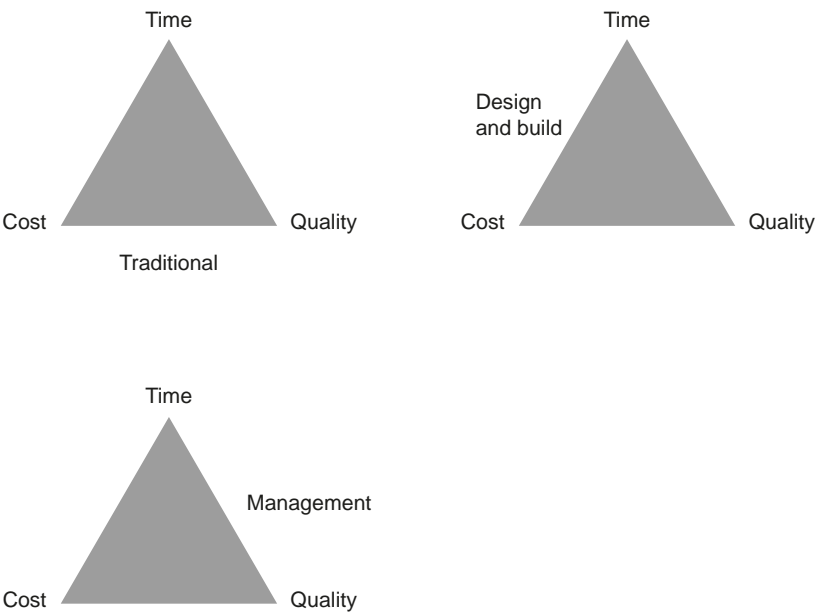 Time
Design
and build
Cost
Quality
Traditional
Time
Cost
Quality
Time
Management
Cost
Quality